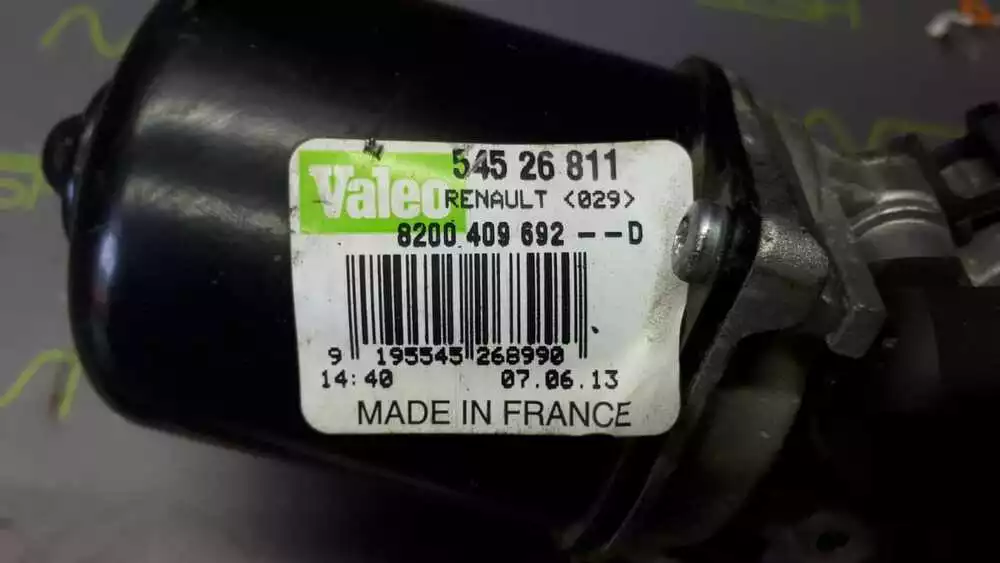 Valeo
545 26 811
RENAULT <029>
8200 409 692 --D
9 195545 268990
14:40 07.06.13
MADE IN FRANCE